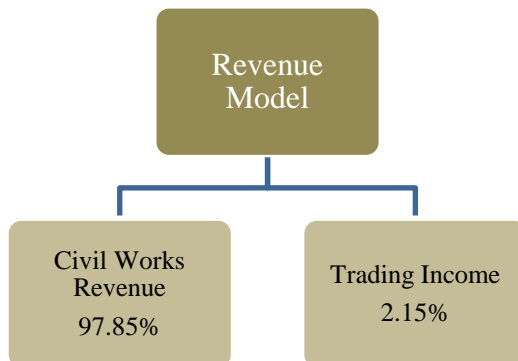 Revenue
Model
Civil Works
Revenue
97.85%
Trading Income
2.15%